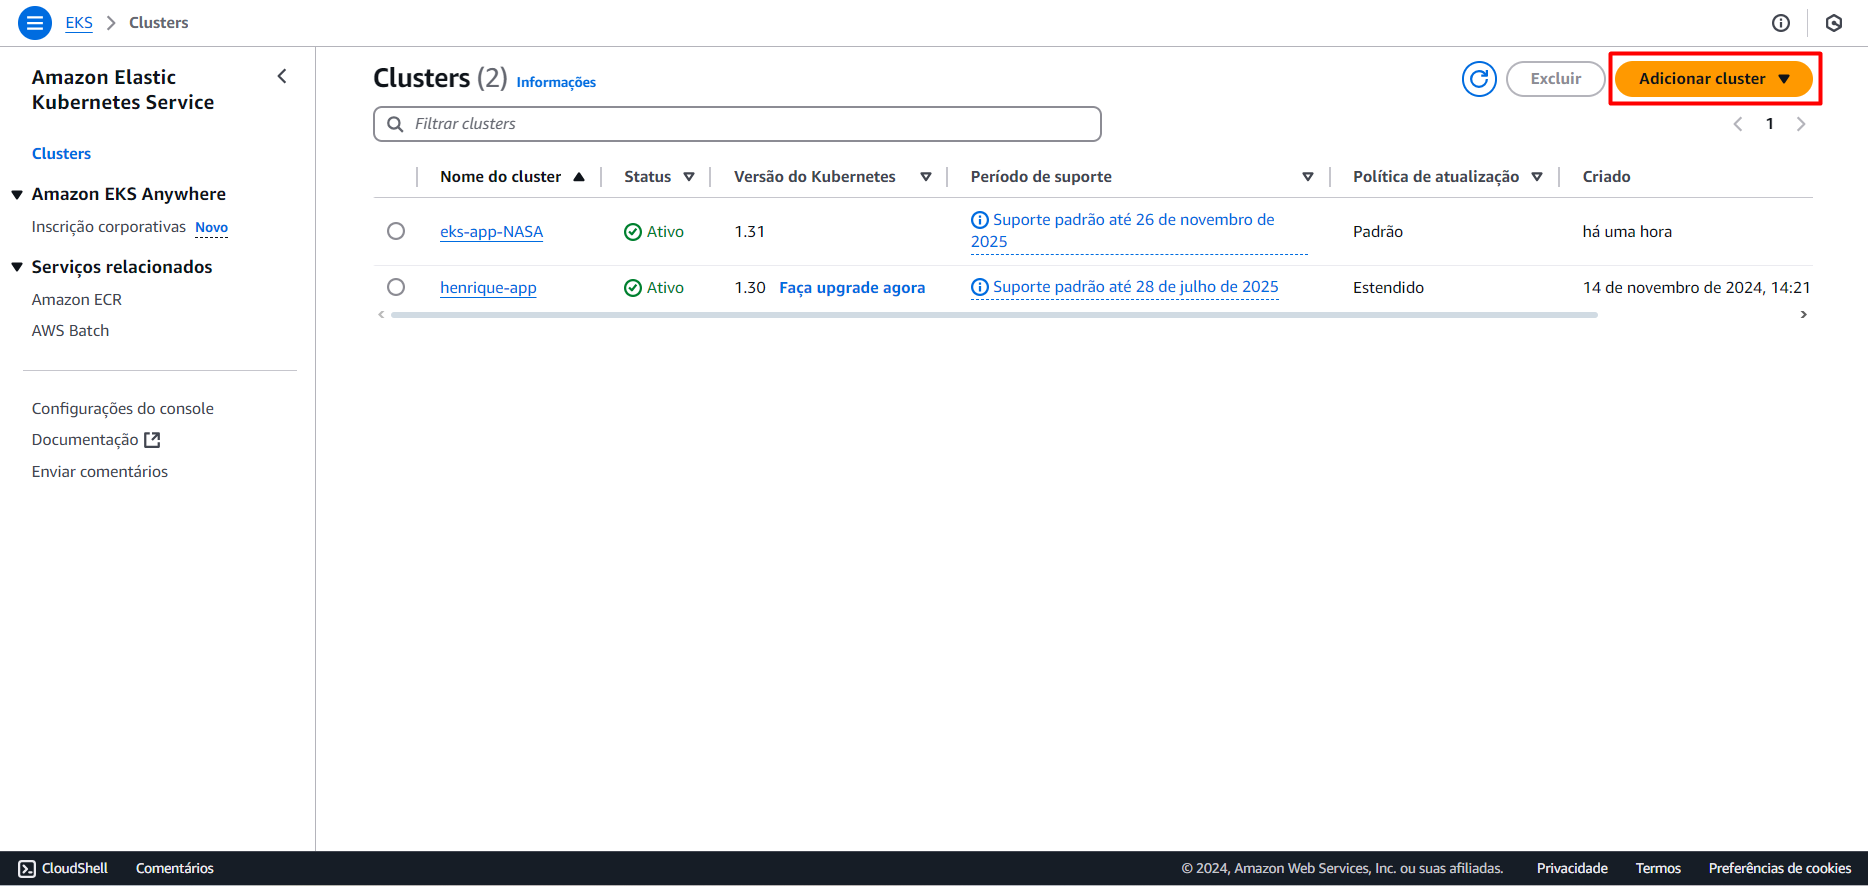 EKS > Clusters
Amazon Elastic
Kubernetes Service
Clusters
Amazon EKS Anywhere
Inscrição corporativas Novo
Serviços relacionados
Amazon ECR
AWS Batch
Configurações do console
Documentação
Enviar comentários
Clusters (2) Informações
Excluir
Adicionar cluster
Filtrar clusters
1
Nome do cluster Status Versão do Kubernetes Período de suporte Política de atualização Criado
eks-app-NASA Ativo 1.31 Suporte padrão até 26 de novembro de
2025 Padrão há uma hora
henrique-app Ativo 1.30 Faça upgrade agora Suporte padrão até 28 de julho de 2025 Estendido 14 de novembro de 2024, 14:21
CloudShell Comentários © 2024, Amazon Web Services, Inc. ou suas afiliadas. Privacidade Termos Preferências de cookies